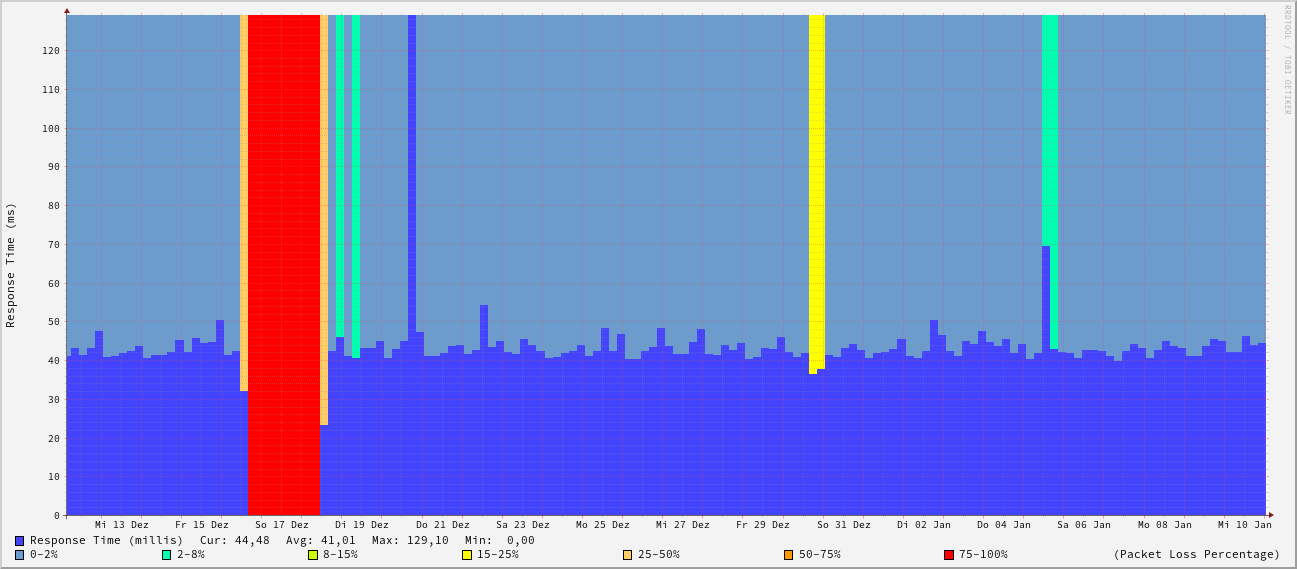 RRDTOOL / TOBI OETIKER
Response Time (ms)
120
110
100
90
80
70
60
50
40
30
20
10
0
Mi 13 Dez Fr 15 Dez So 17 Dez Di 19 Dez Do 21 Dez Sa 23 Dez Mo 25 Dez Mi 27 Dez Fr 29 Dez So 31 Dez Di 02 Jan Do 04 Jan Sa 06 Jan Mo 08 Jan Mi 10 Jan
Response Time (millis) Cur: 44,48 Avg: 41,01 Max: 129,10 Min: 0,00
0-2% 2-8% 8-15% 15-25% 25-50% 50-75% 75-100% (Packet Loss Percentage)